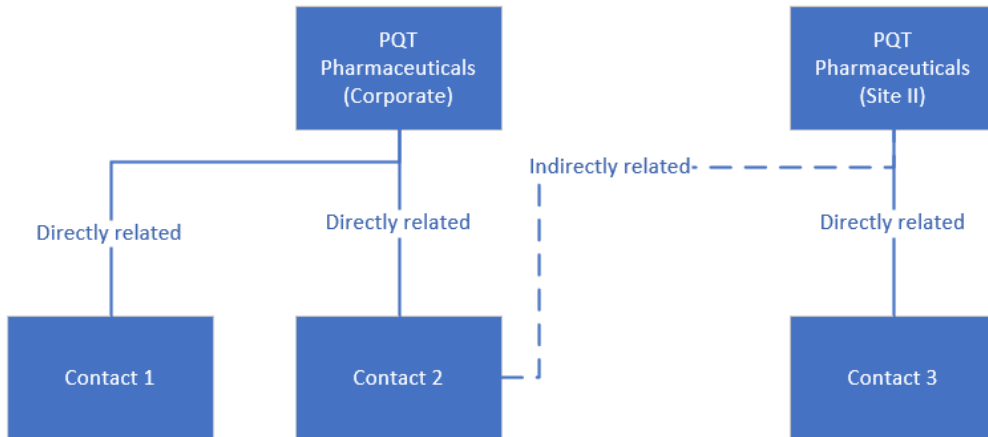 PQT
Pharmaceuticals
(Corporate)
PQT
Pharmaceuticals
(Site II)
Indirectly related
Directly related
Directly related
Directly related
Contact 1
Contact 2
Contact 3